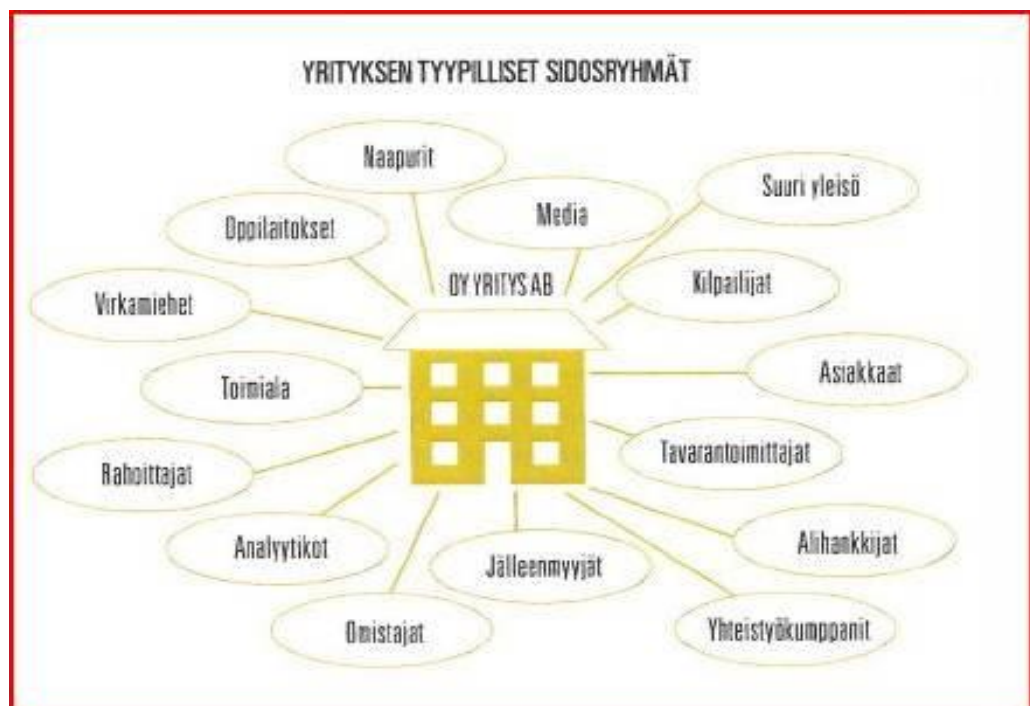 YRITYKSEN TYYPILLISET SIDOSRYHMÄT
Naapurit
Suuri yleisö
Media
Oppilaitokset
OY YRITYS AB
Kilpailijat
Virkamiehet
Asiakkaat
Toimiala
Tavarantoimittajat
Rahoittajat
Alihankkijat
Analyytikot
Jälleenmyyjät
Omistajat
Yhteistyökumppanit